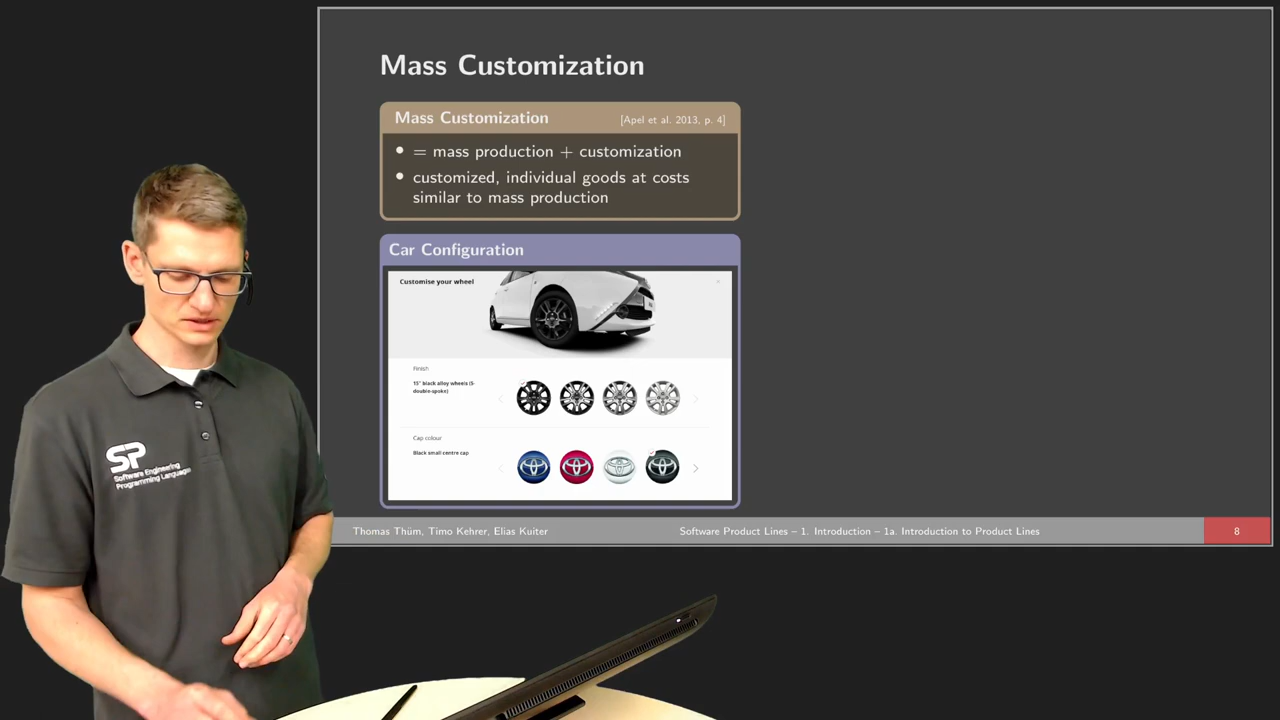 Mass Customization
Mass Customization [Apel et al. 2013, p. 4]
= mass production + customization
customized, individual goods at costs
similar to mass production
Car Configuration
Customise your wheel
Finish
15" black alloy wheels (5-
double-spoke)
Cap colour
Black small centre cap
SP
Software Engineering
Programming Languages
Thomas Thüm, Timo Kehrer, Elias Kuiter Software Product Lines – 1. Introduction – 1a. Introduction to Product Lines 8